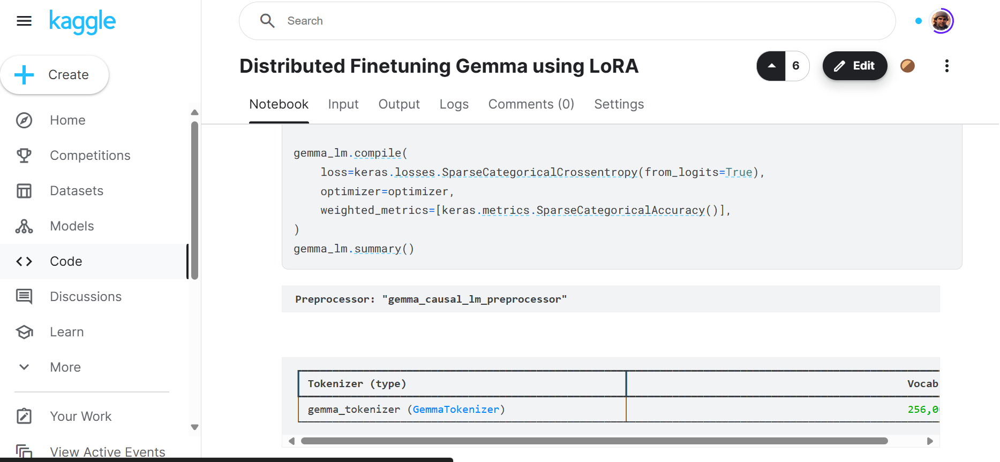 kaggle
Search
Create
Distributed Finetuning Gemma using LoRA
6
Edit
Notebook
Input
Output
Logs
Comments (0)
Settings
Home
Competitions
Datasets
Models
Code
Discussions
Learn
More
Your Work
View Active Events
gemma_lm.compile(
    loss=keras.losses.SparseCategoricalCrossentropy(from_logits=True),
    optimizer=optimizer,
    weighted_metrics=[keras.metrics.SparseCategoricalAccuracy()],
)
gemma_lm.summary()
Preprocessor: "gemma_causal_lm_preprocessor"
Tokenizer (type)
Vocab
gemma_tokenizer (GemmaTokenizer)